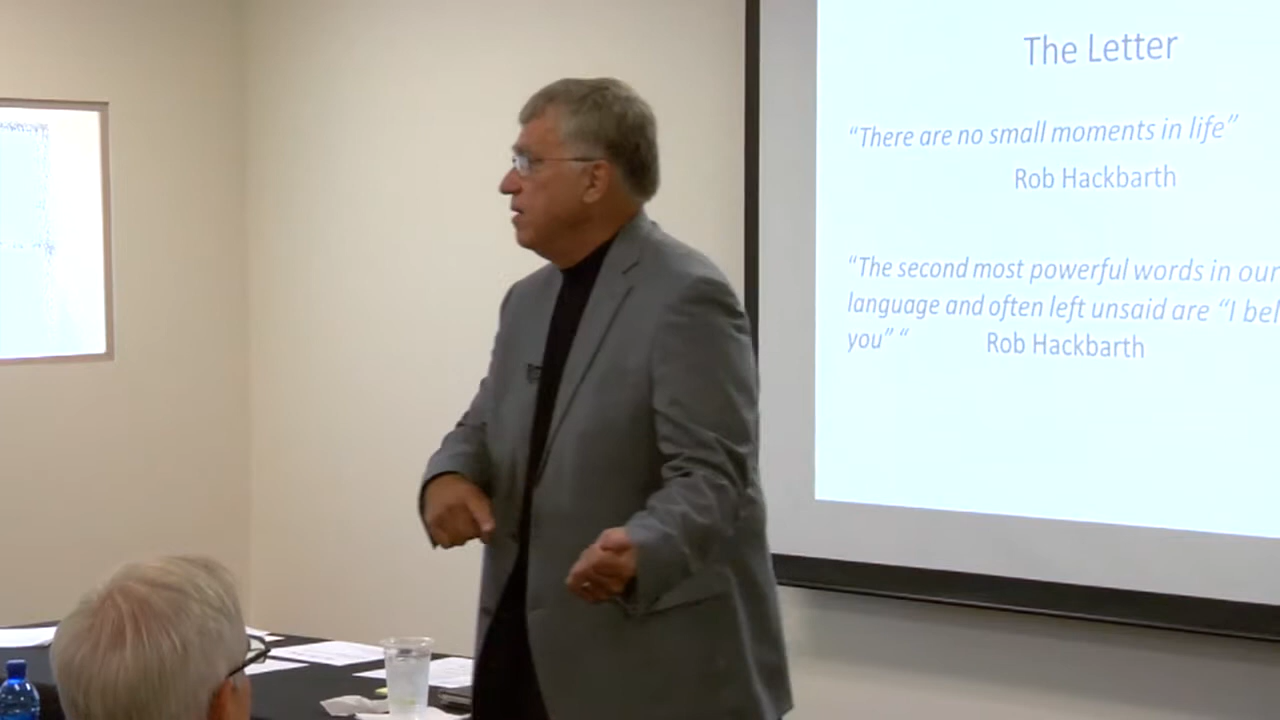 The Letter
“There are no small moments in life”
Rob Hackbarth
“The second most powerful words in our
language and often left unsaid are “I bel
you” “ Rob Hackbarth